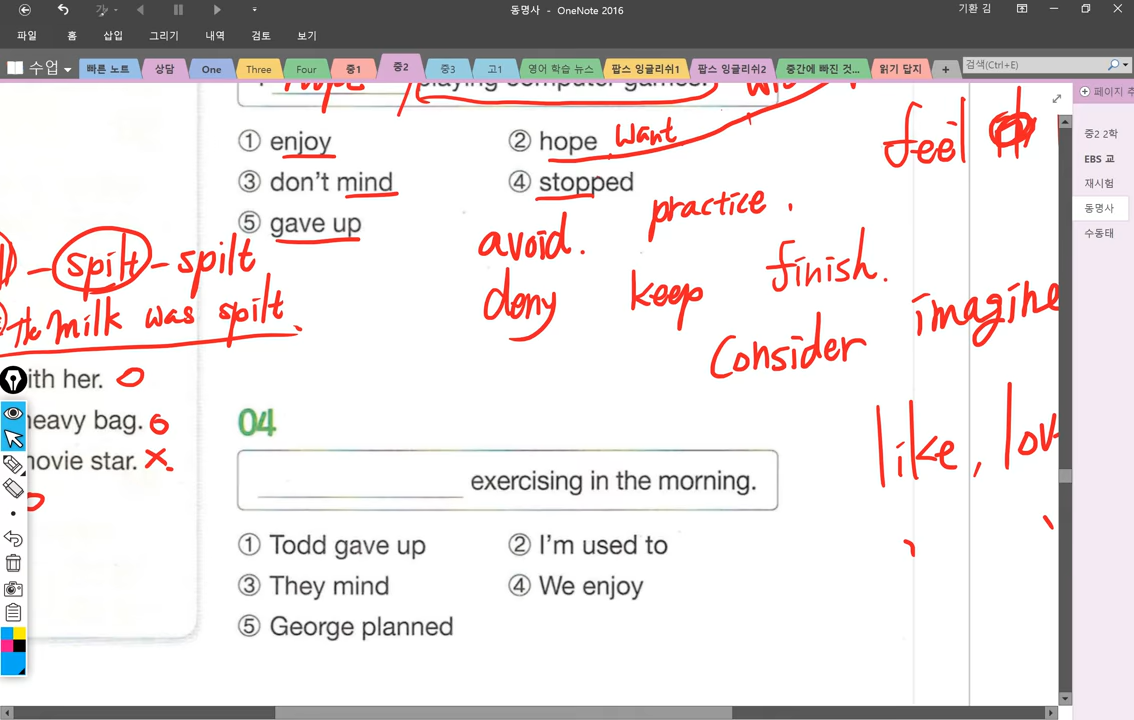 동명사 - OneNote 2016
기환 김
파일 홈 삽입 그리기 내역 검토 보기
수업 빠른 노트 상담 One Three Four 중1 중2 중3 고1 영어 학습 뉴스 팝스 잉글리쉬1 팝스 잉글리쉬2 중간에 빠진 것... 읽기 답지 + 검색(Ctrl+E)
playing computer games.
페이지 추
① enjoy ② hope want
feel
중2 2학
EBS 교
③ don't mind ④ stopped
재시험
practice.
동명사
⑤ gave up
avoid.
수동태
- spilt - spilt
finish.
deny keep
imagine
The milk was spilt.
Consider
ith her. O
heavy bag. O
04
like, lov
movie star. X
exercising in the morning.
O
① Todd gave up ② I'm used to
③ They mind ④ We enjoy
⑤ George planned